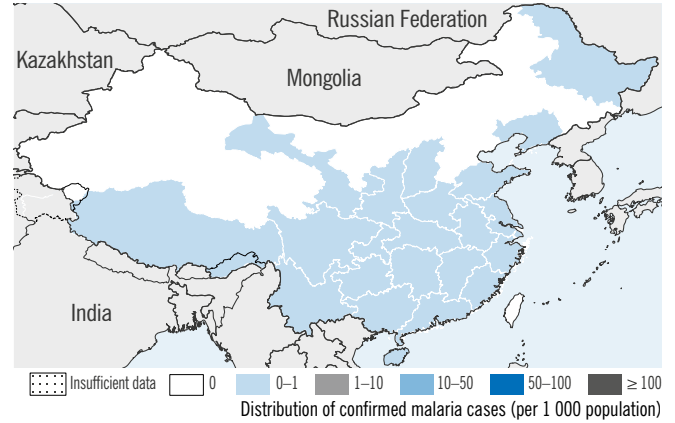 Russian Federation
Kazakhstan
Mongolia
India
Insufficient data 0 0–1 1–10 10–50 50–100 ≥ 100
Distribution of confirmed malaria cases (per 1 000 population)